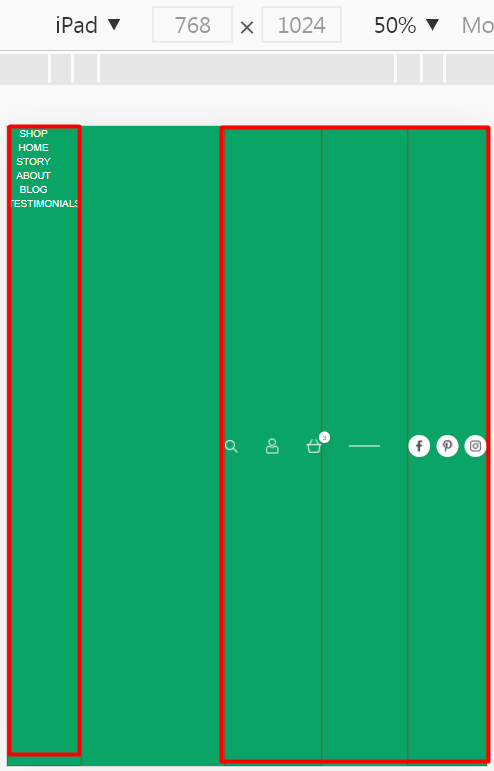 iPad ▼ 768 × 1024 50% ▼ Mo
SHOP
HOME
STORY
ABOUT
BLOG
TESTIMONIALS
3